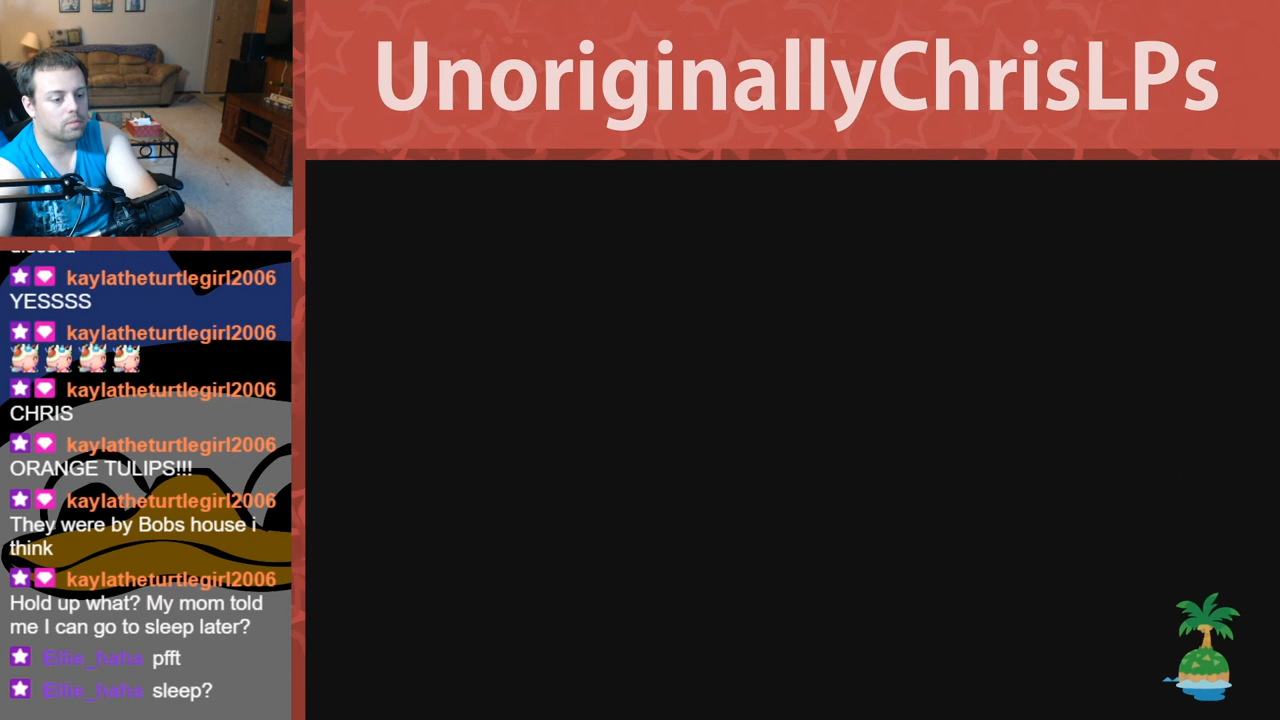 UnoriginallyChrisLPs
kaylatheturtlegirl2006
YESSSS
kaylatheturtlegirl2006
kaylatheturtlegirl2006
CHRIS
kaylatheturtlegirl2006
ORANGE TULIPS!!!
kaylatheturtlegirl2006
They were by Bobs house i
think
kaylatheturtlegirl2006
Hold up what? My mom told
me I can go to sleep later?
Ellie_haha pfft
Ellie_haha sleep?